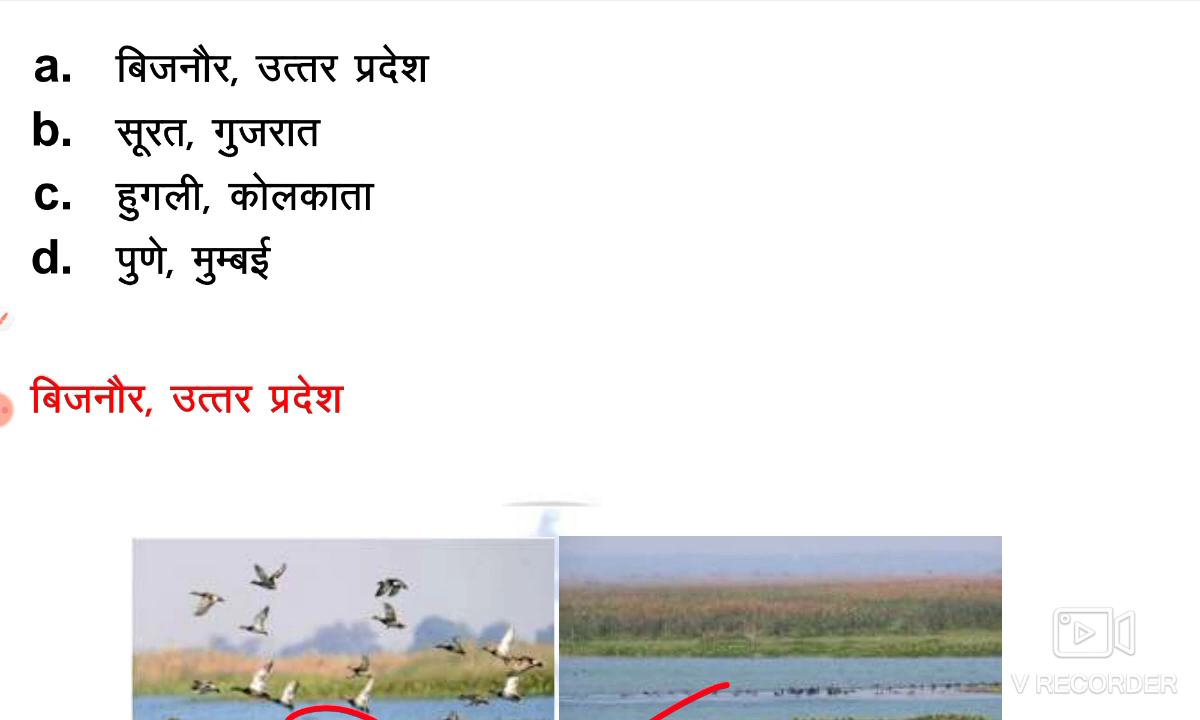 a. बिजनौर, उत्तर प्रदेश
b. सूरत, गुजरात
c. हुगली, कोलकाता
d. पुणे, मुम्बई
बिजनौर, उत्तर प्रदेश
V RECORDER